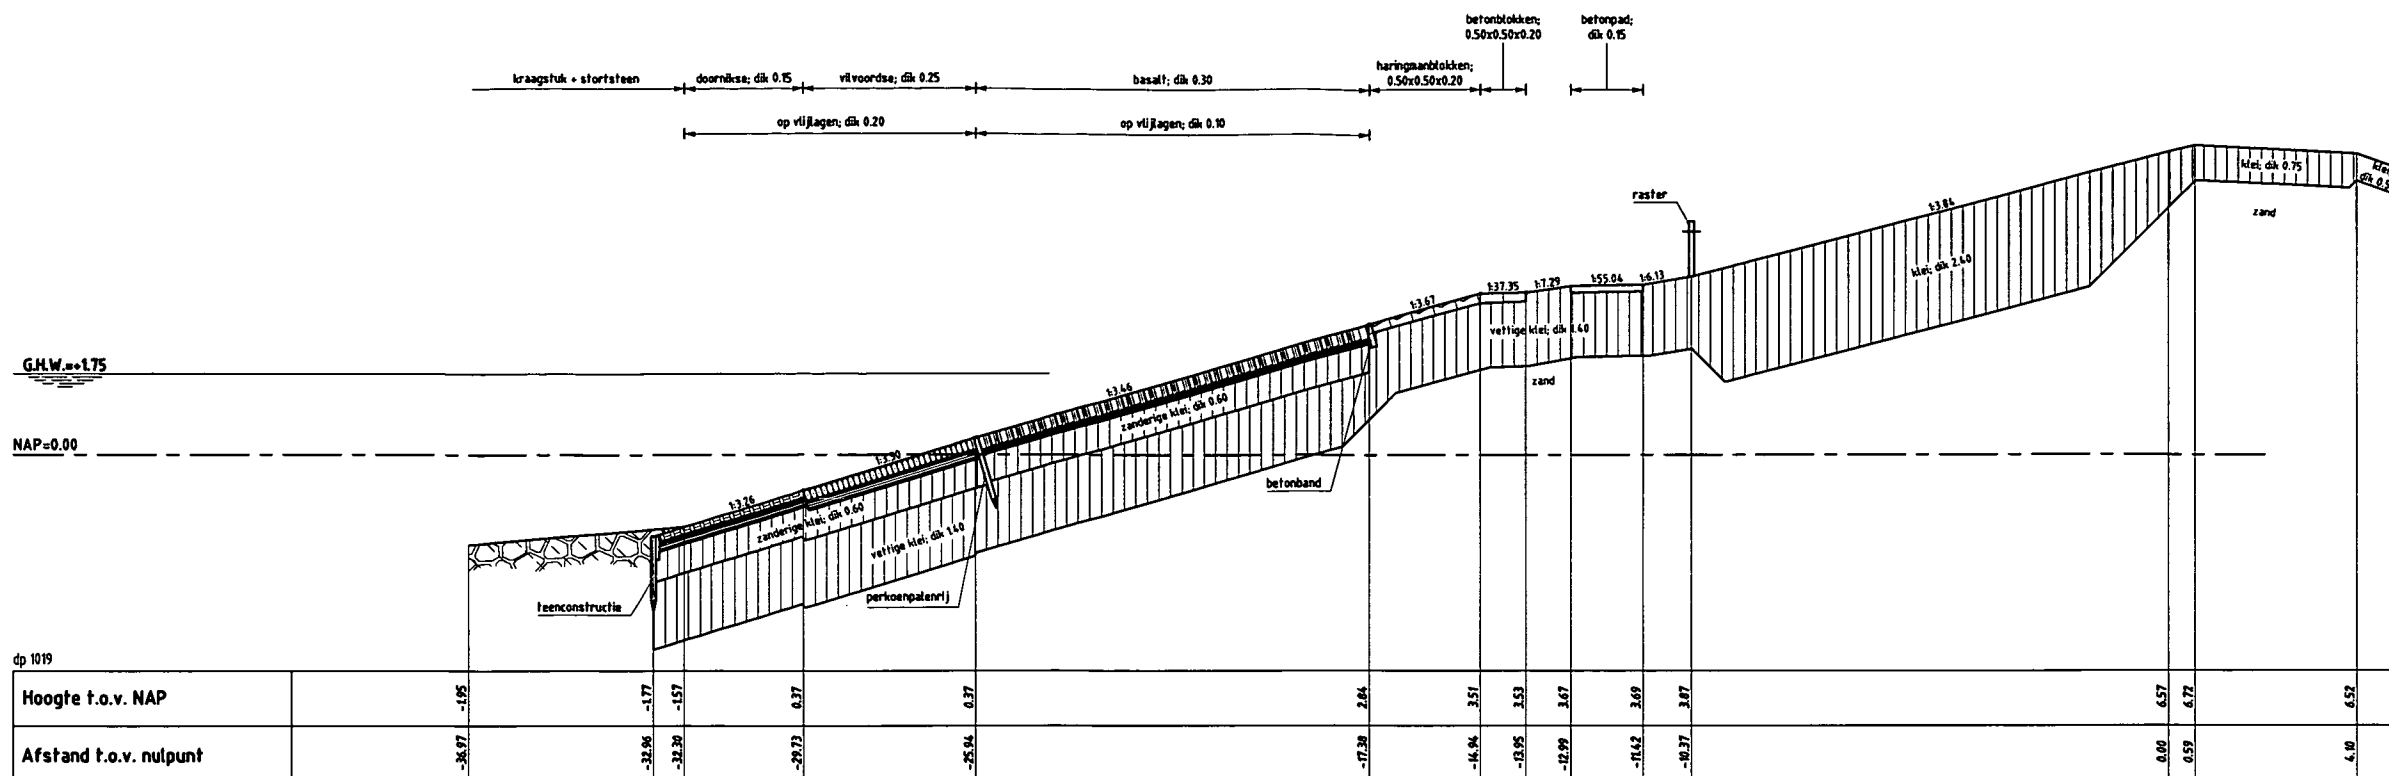 betonblokken;
0.50x0.50x0.20
betonpad;
dik 0.15
kraagstuk + stortsteen
doornikse; dik 0.15
vilvoordse; dik 0.25
basalt; dik 0.30
haringmanblokken;
0.50x0.50x0.20
op vlijlagen; dik 0.20
op vlijlagen; dik 0.10
klei; dik 0.75
klei
dik 0.5
zand
raster
1:3.84
klei; dik 2.40
1:3.67
1:37.35
1:7.29
1:55.04
1:6.13
vettige klei; dik 1.40
zand
G.H.W.=+1.75
1:3.46
zanderige klei; dik 0.60
NAP=0.00
1:3.90
betonband
1:3.26
zanderige klei; dik 0.60
vettige klei; dik 1.40
teenconstructie
perkoenpalenrij
dp 1019
Hoogte t.o.v. NAP
-1.95
-1.77
-1.57
0.37
0.37
2.84
3.51
3.53
3.67
3.69
3.87
6.57
6.72
6.52
Afstand t.o.v. nulpunt
-36.97
-32.96
-32.30
-29.73
-25.94
-17.38
-14.94
-13.95
-12.99
-11.42
-10.37
0.00
0.59
4.10